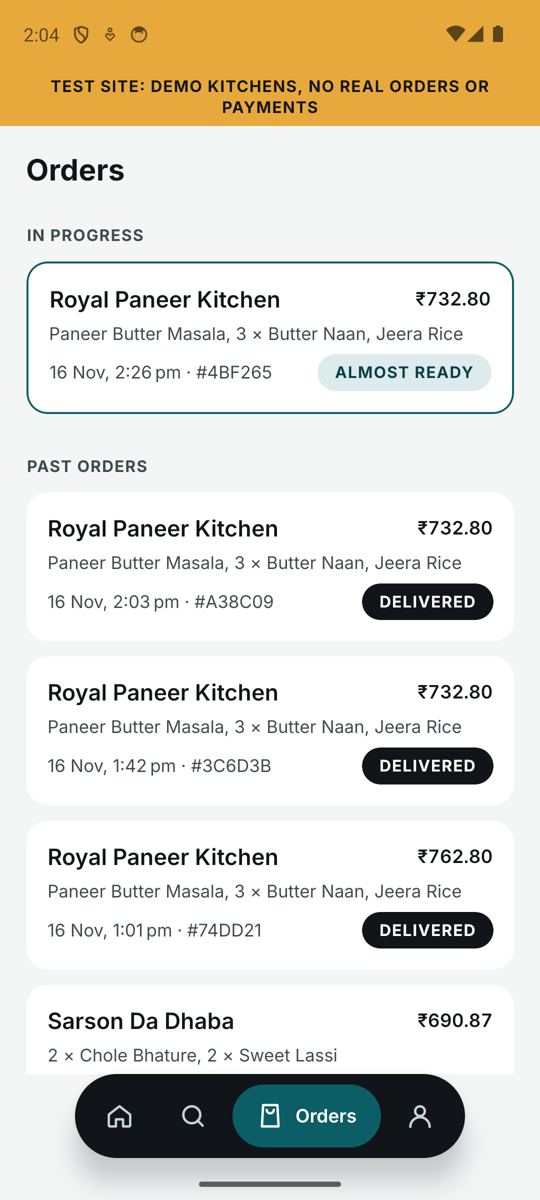 2:04
TEST SITE: DEMO KITCHENS, NO REAL ORDERS OR
PAYMENTS
Orders
IN PROGRESS
Royal Paneer Kitchen ₹732.80
Paneer Butter Masala, 3 × Butter Naan, Jeera Rice
16 Nov, 2:26 pm · #4BF265 ALMOST READY
PAST ORDERS
Royal Paneer Kitchen ₹732.80
Paneer Butter Masala, 3 × Butter Naan, Jeera Rice
16 Nov, 2:03 pm · #A38C09 DELIVERED
Royal Paneer Kitchen ₹732.80
Paneer Butter Masala, 3 × Butter Naan, Jeera Rice
16 Nov, 1:42 pm · #3C6D3B DELIVERED
Royal Paneer Kitchen ₹762.80
Paneer Butter Masala, 3 × Butter Naan, Jeera Rice
16 Nov, 1:01 pm · #74DD21 DELIVERED
Sarson Da Dhaba ₹690.87
2 × Chole Bhature, 2 × Sweet Lassi
Orders